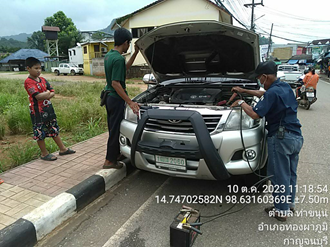 10 ต.ค. 2023 11:18:54
14.74702582N 98.63160369E ±7.50m
ตำบล ท่าขนุน
อำเภอทองผาภูมิ
กาญจนบุรี